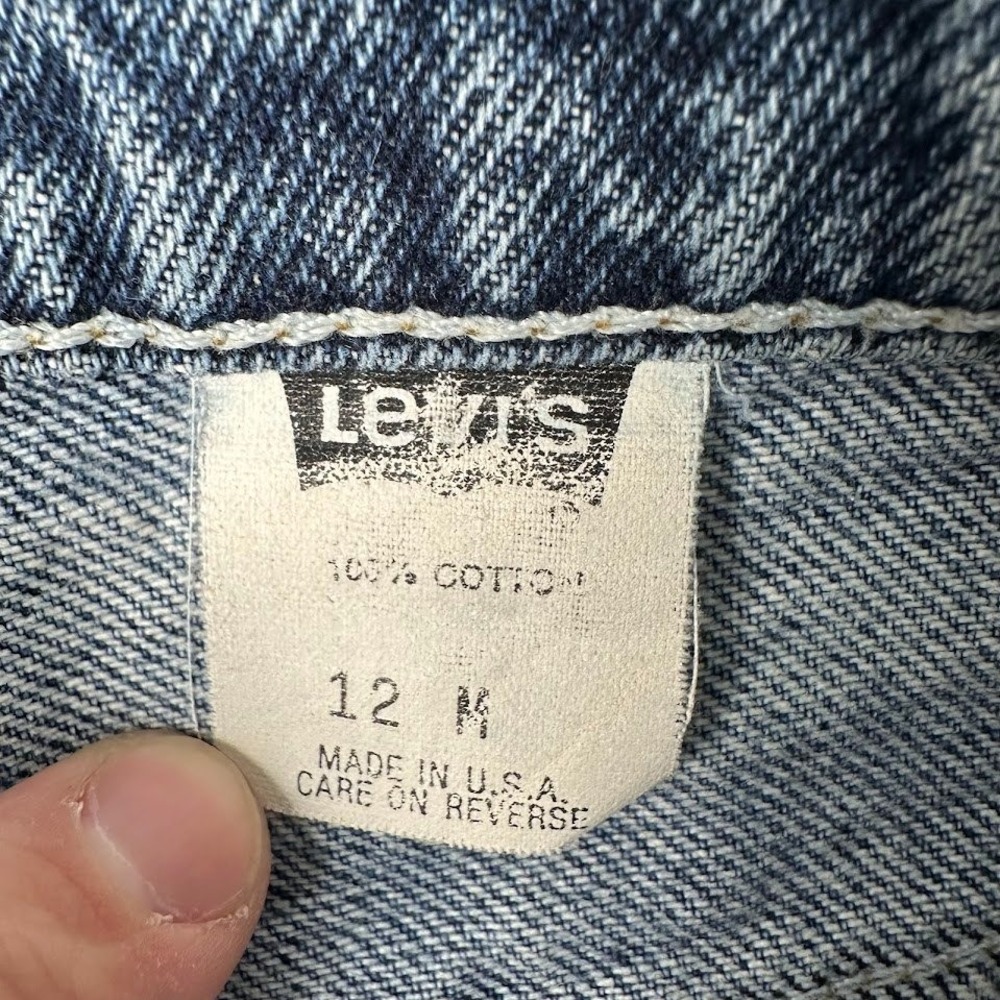 Levi's
100% COTTON
12 M
MADE IN U.S.A.
CARE ON REVERSE